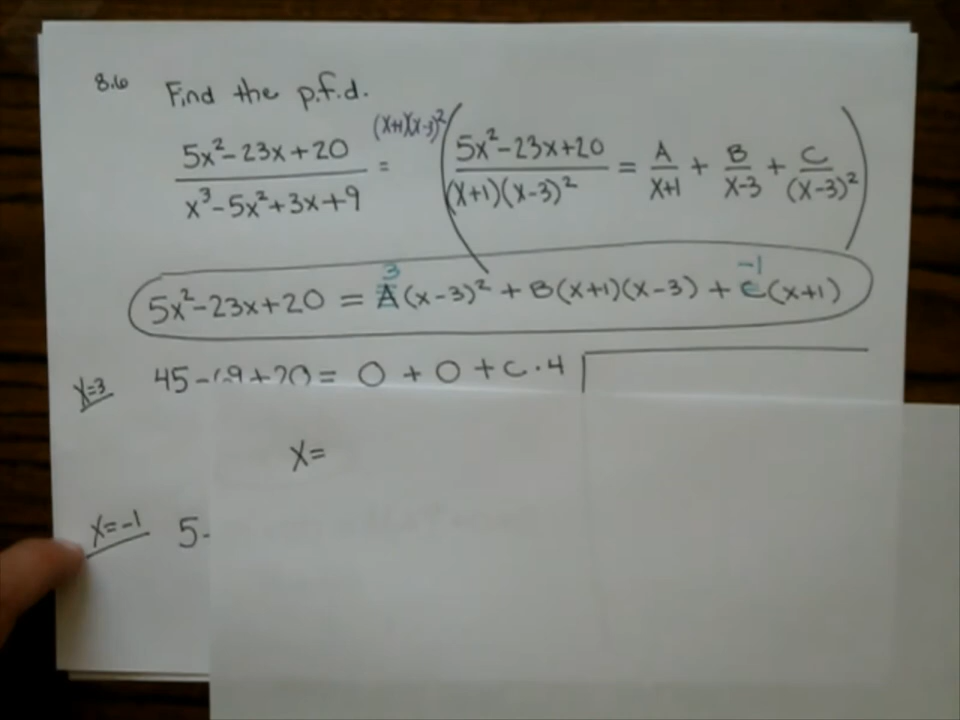 8.6 Find the p.f.d.
5x²-23x+20 / x³-5x²+3x+9 = (x+1)(x-3)² ( 5x²-23x+20 / (x+1)(x-3)² = A / x+1 + B / x-3 + C / (x-3)² )
3 -1
5x²-23x+20 = A(x-3)² + B(x+1)(x-3) + C(x+1)
x=3 45-69+20 = 0 + 0 + C·4
x=
x=-1 5-